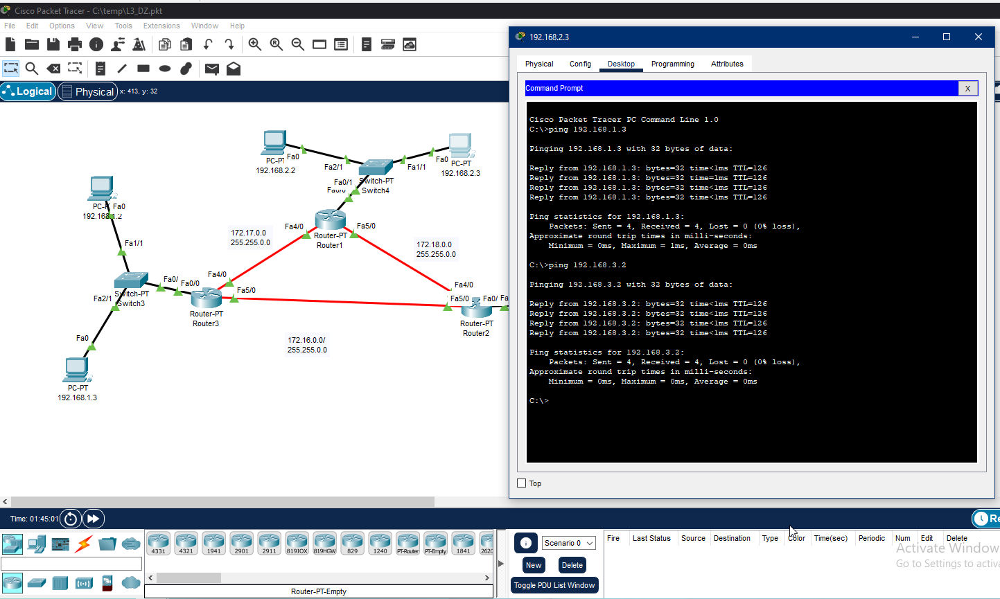 Cisco Packet Tracer - C:\temp\L3_DZ.pkt
File Edit Options View Tools Extensions Window Help
Logical Physical x: 413, y: 32
PC-PT Fa0
192.168.2.2
Fa2/1
Fa0/1
Switch-PT
Switch4
Fa1/1
Fa0
PC-PT
192.168.2.3
Fa0
192.168.1.2
Fa1/1
172.17.0.0
255.255.0.0
Fa4/0
Fa5/0
Router-PT
Router1
172.18.0.0
255.255.0.0
Fa0/ Fa0/0
Switch-PT
Switch3
Fa2/1
Fa4/0
Fa5/0
Router-PT
Router3
Fa4/0
Fa5/0 Fa0/ Fa
Router-PT
Router2
172.16.0.0/
255.255.0.0
Fa0
PC-PT
192.168.1.3
192.168.2.3
Physical Config Desktop Programming Attributes
Command Prompt X
Cisco Packet Tracer PC Command Line 1.0
C:\>ping 192.168.1.3
Pinging 192.168.1.3 with 32 bytes of data:
Reply from 192.168.1.3: bytes=32 time<1ms TTL=126
Reply from 192.168.1.3: bytes=32 time=1ms TTL=126
Reply from 192.168.1.3: bytes=32 time<1ms TTL=126
Reply from 192.168.1.3: bytes=32 time<1ms TTL=126
Ping statistics for 192.168.1.3:
Packets: Sent = 4, Received = 4, Lost = 0 (0% loss),
Approximate round trip times in milli-seconds:
Minimum = 0ms, Maximum = 1ms, Average = 0ms
C:\>ping 192.168.3.2
Pinging 192.168.3.2 with 32 bytes of data:
Reply from 192.168.3.2: bytes=32 time<1ms TTL=126
Reply from 192.168.3.2: bytes=32 time<1ms TTL=126
Reply from 192.168.3.2: bytes=32 time<1ms TTL=126
Reply from 192.168.3.2: bytes=32 time<1ms TTL=126
Ping statistics for 192.168.3.2:
Packets: Sent = 4, Received = 4, Lost = 0 (0% loss),
Approximate round trip times in milli-seconds:
Minimum = 0ms, Maximum = 0ms, Average = 0ms
C:\>
Top
Time: 01:45:01
Re
4331 4321 1941 2901 2911 819IOX 819HGW 829 1240 PT-Router PT-Empty 1841 2620
Router-PT-Empty
Scenario 0
New Delete
Toggle PDU List Window
Fire Last Status Source Destination Type Color Time(sec) Periodic Num Edit Delete
Activate Window
Go to Settings to activa